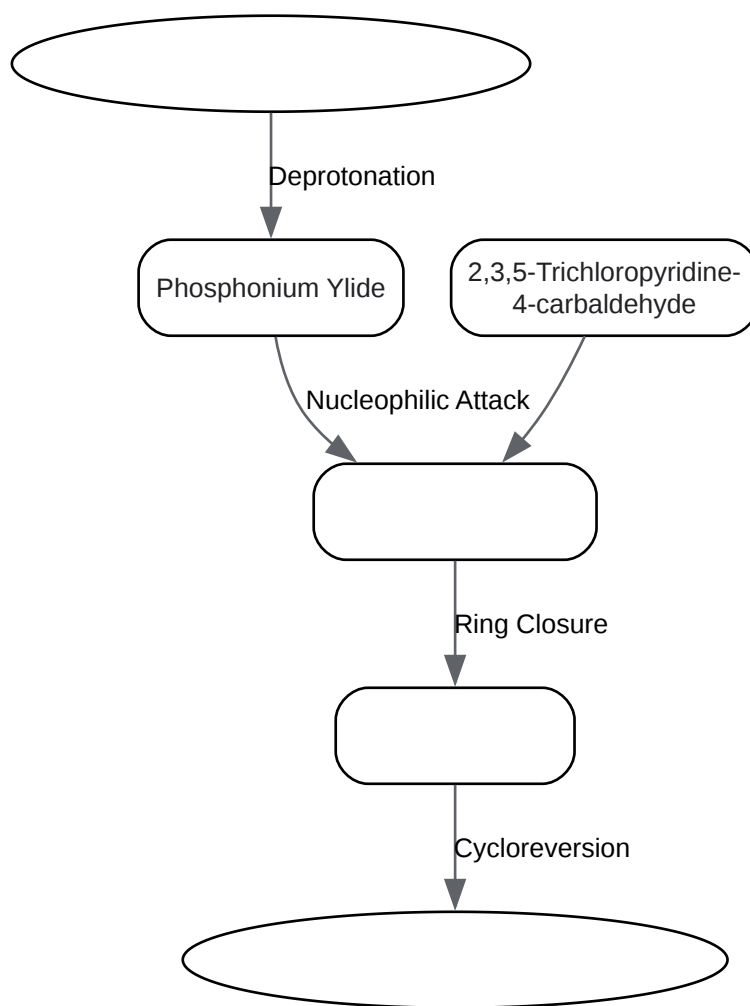 Deprotonation
Phosphonium Ylide
2,3,5-Trichloropyridine-
4-carbaldehyde
Nucleophilic Attack
Ring Closure
Cycloreversion